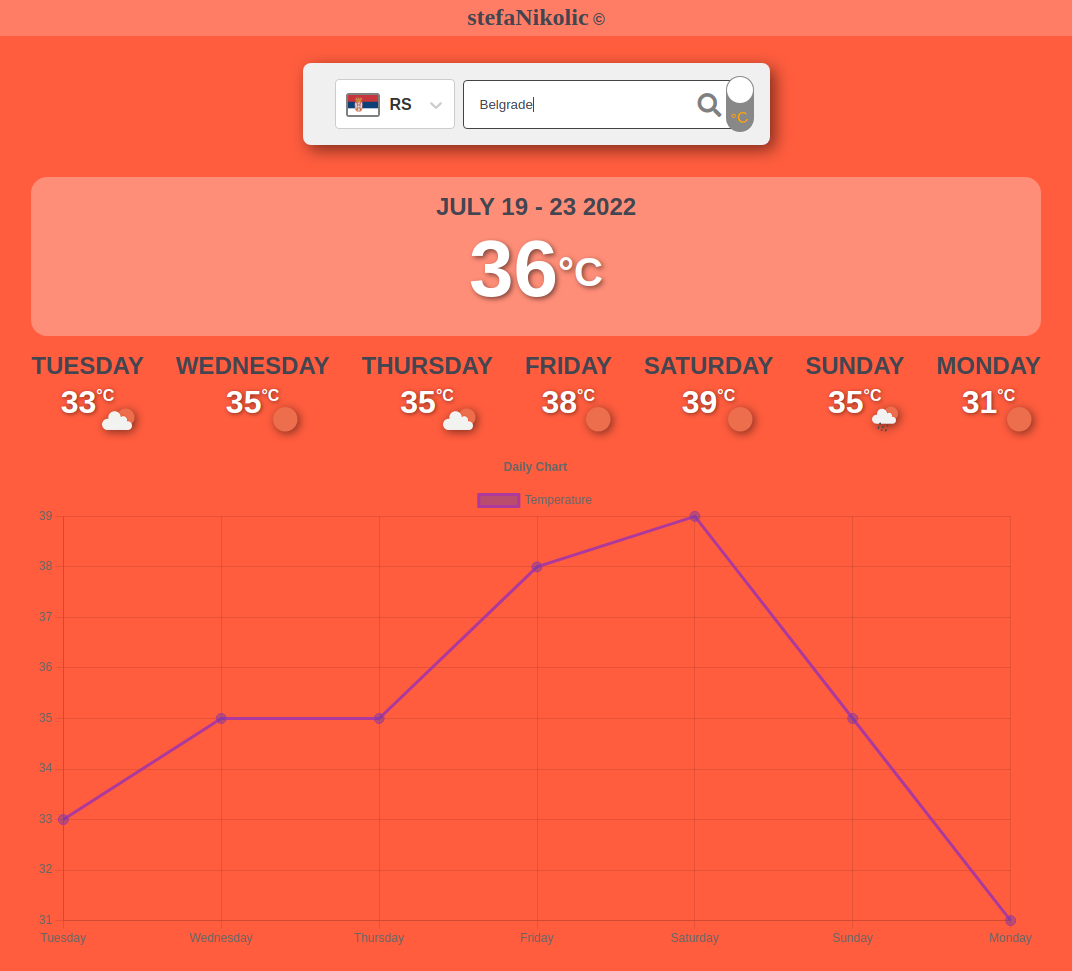 stefaNikolic ©
RS
Belgrade
°C
JULY 19 - 23 2022
36°C
TUESDAY WEDNESDAY THURSDAY FRIDAY SATURDAY SUNDAY MONDAY
33°C 35°C 35°C 38°C 39°C 35°C 31°C
Daily Chart
Temperature
39
38
37
36
35
34
33
32
31
Tuesday Wednesday Thursday Friday Saturday Sunday Monday